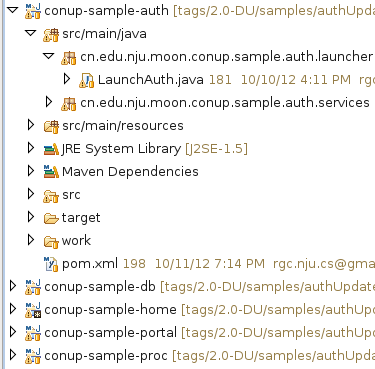 conup-sample-auth [tags/2.0-DU/samples/authUpda
src/main/java
cn.edu.nju.moon.conup.sample.auth.launcher
LaunchAuth.java 181 10/10/12 4:11 PM rgc
cn.edu.nju.moon.conup.sample.auth.services
src/main/resources
JRE System Library [J2SE-1.5]
Maven Dependencies
src
target
work
pom.xml 198 10/11/12 7:14 PM rgc.nju.cs@gma
conup-sample-db [tags/2.0-DU/samples/authUpdate
conup-sample-home [tags/2.0-DU/samples/authUp
conup-sample-portal [tags/2.0-DU/samples/authUp
conup-sample-proc [tags/2.0-DU/samples/authUpda